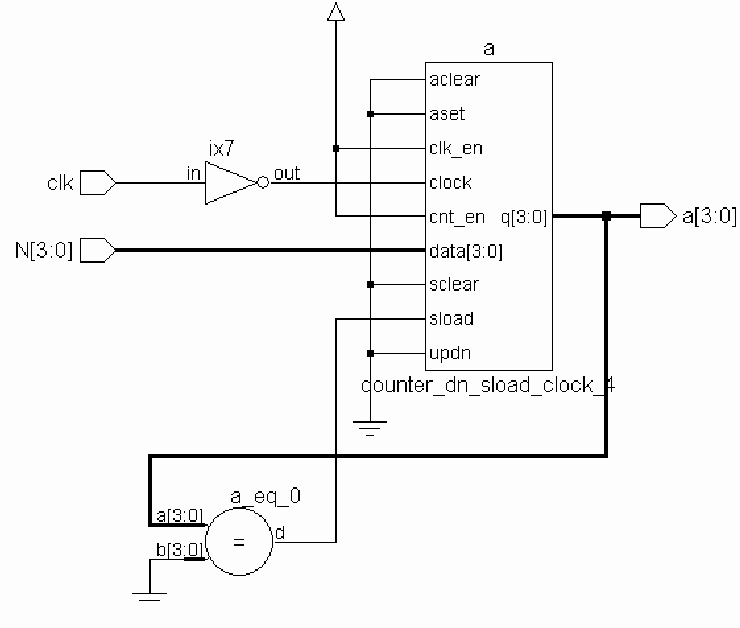 a
aclear
aset
ix7
clk_en
in
out
clk
clock
cnt_en
q[3:0]
a[3:0]
N[3:0]
data[3:0]
sclear
sload
updn
counter_dn_sload_clock_4
a_eq_0
a[3:0]
d
=
b[3:0]